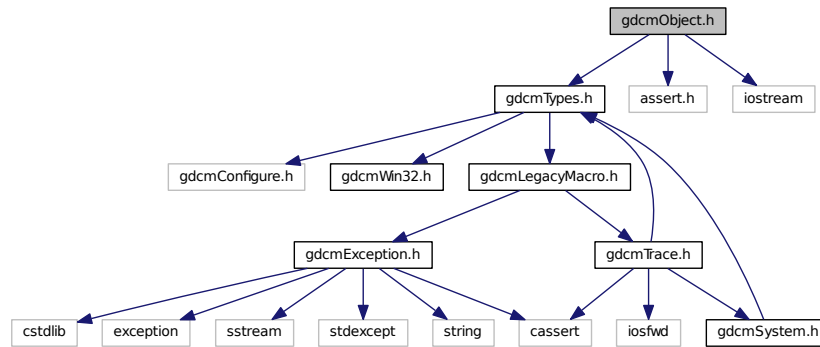 gdcmObject.h
gdcmTypes.h
assert.h
iostream
gdcmConfigure.h
gdcmWin32.h
gdcmLegacyMacro.h
gdcmException.h
gdcmTrace.h
cstdlib
exception
sstream
stdexcept
string
cassert
iosfwd
gdcmSystem.h